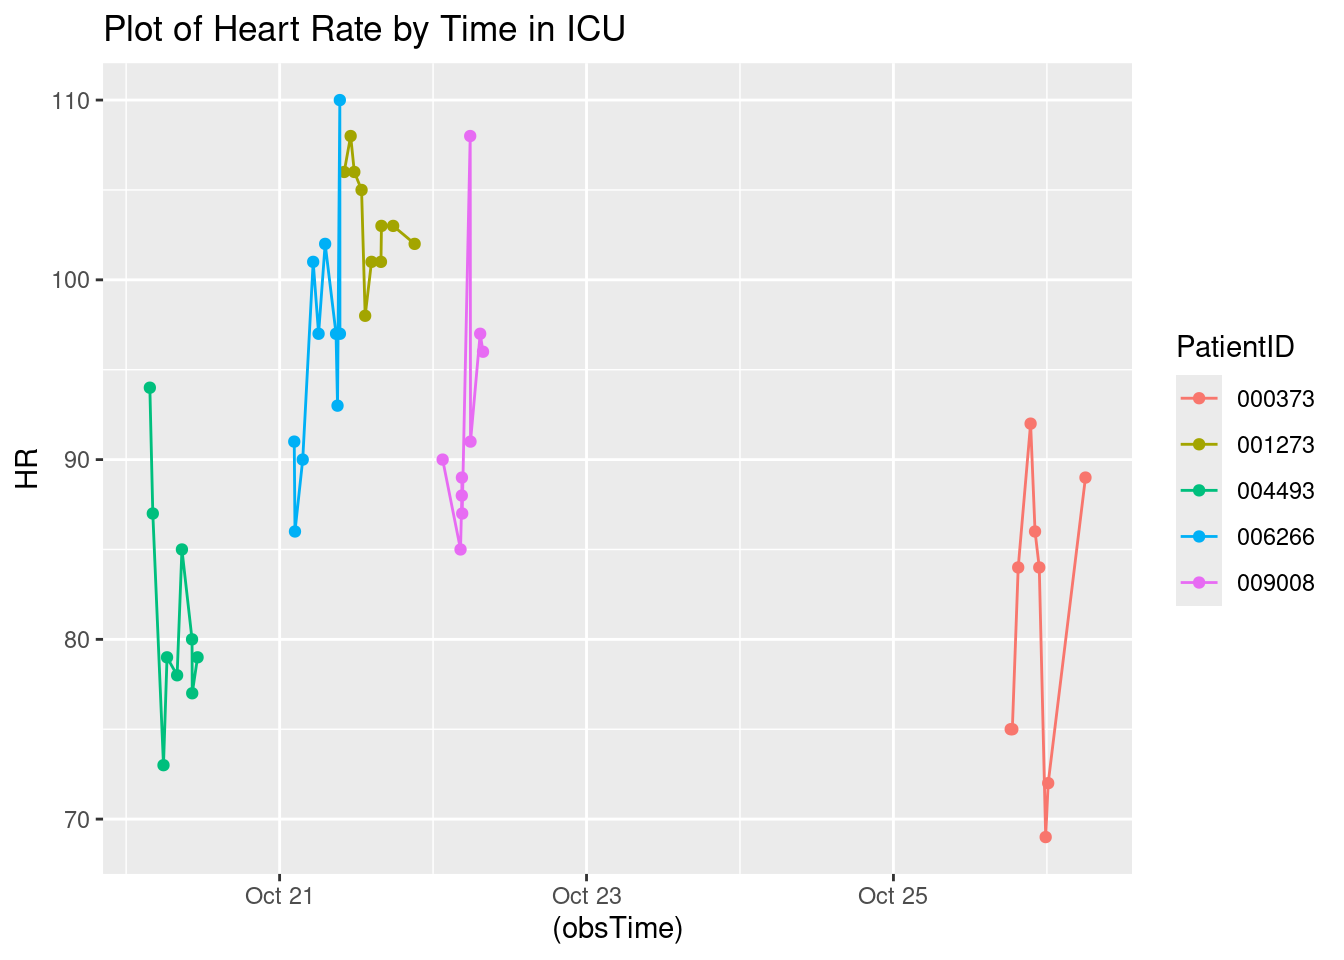 Plot of Heart Rate by Time in ICU
HR
110
100
90
80
70
Oct 21
Oct 23
Oct 25
(obsTime)
PatientID
000373
001273
004493
006266
009008